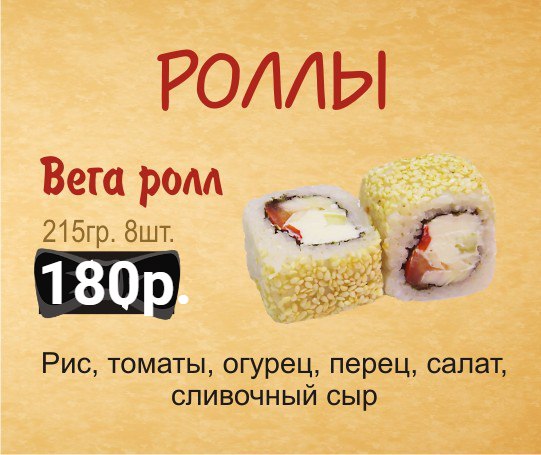 РОЛЛЫ
Вега ролл
215гр. 8шт.
180р.
Рис, томаты, огурец, перец, салат,
сливочный сыр